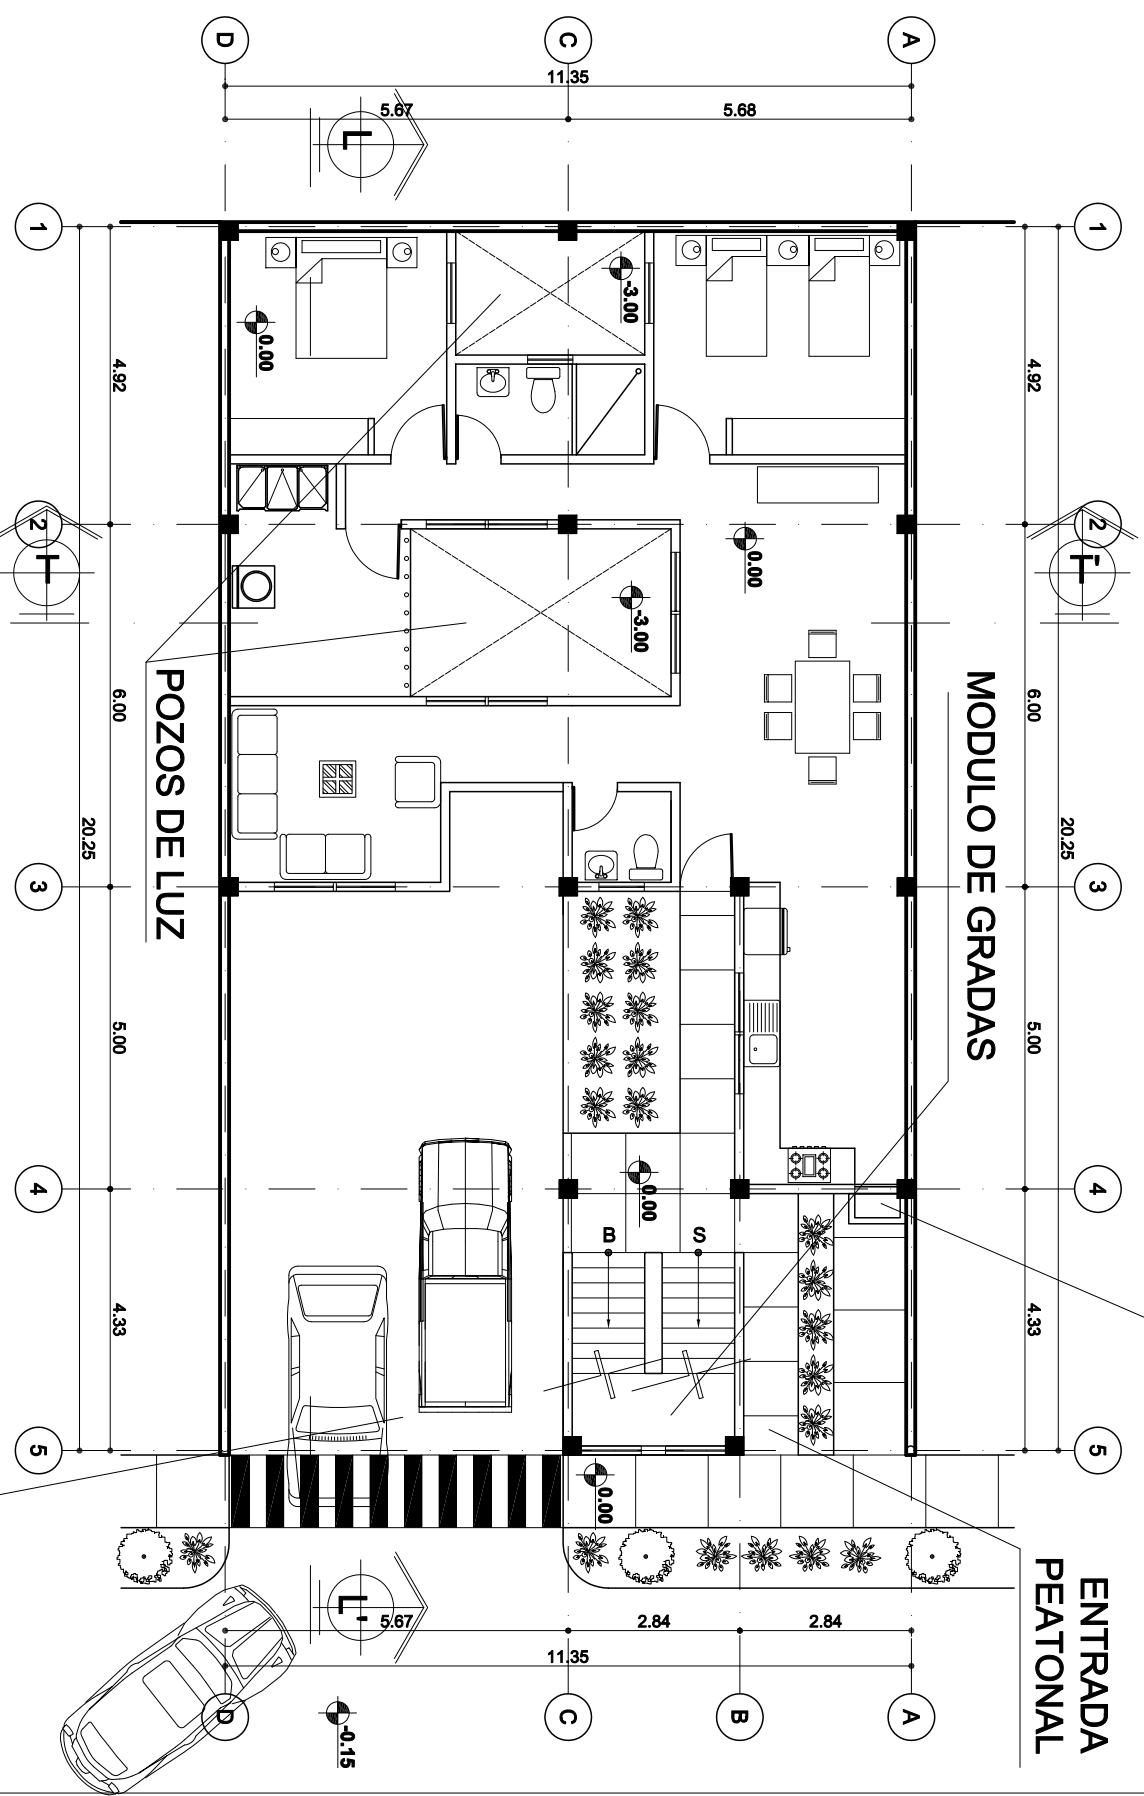 D
C
A
11.35
5.67
5.68
L
1
1
-3.00
0.00
4.92
4.92
2
2
T
T'
0.00
-3.00
POZOS DE LUZ
MODULO DE GRADAS
6.00
6.00
20.25
20.25
3
3
5.00
5.00
0.00
4
4
B
S
4.33
4.33
5
5
0.00
ENTRADA
PEATONAL
L'
5.67
2.84
2.84
11.35
D
C
B
A
-0.15